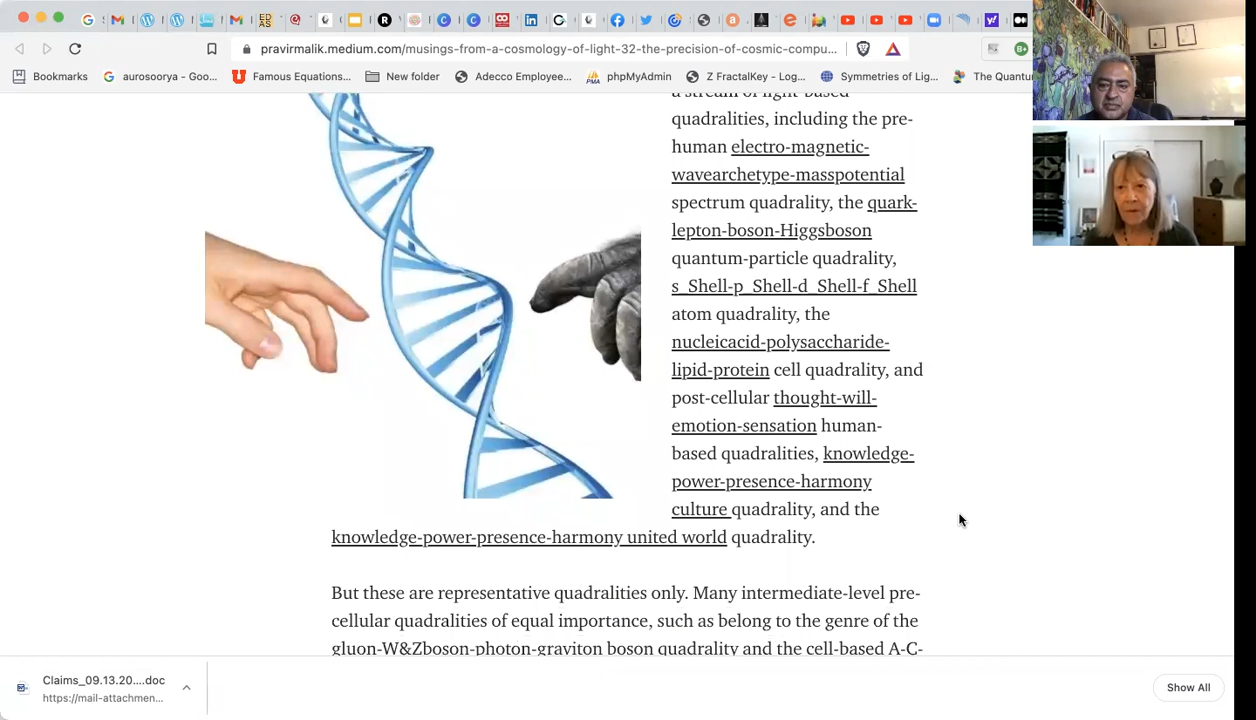 pravirmalik.medium.com/musings-from-a-cosmology-of-light-32-the-precision-of-cosmic-compu...
Bookmarks
aurosoorya - Goo...
Famous Equations...
New folder
Adecco Employee...
phpMyAdmin
Z FractalKey - Log...
Symmetries of Lig...
The Quantu
a stream of light-based
quadralities, including the pre-
human electro-magnetic-
wavearchetype-masspotential
spectrum quadrality, the quark-
lepton-boson-Higgsboson
quantum-particle quadrality,
s_Shell-p_Shell-d_Shell-f_Shell
atom quadrality, the
nucleicacid-polysaccharide-
lipid-protein cell quadrality, and
post-cellular thought-will-
emotion-sensation human-
based quadralities, knowledge-
power-presence-harmony
culture quadrality, and the
knowledge-power-presence-harmony united world quadrality.
But these are representative quadralities only. Many intermediate-level pre-
cellular quadralities of equal importance, such as belong to the genre of the
gluon-W&Zboson-photon-graviton boson quadrality and the cell-based A-C-
Claims_09.13.20....doc
https://mail-attachmen...
Show All